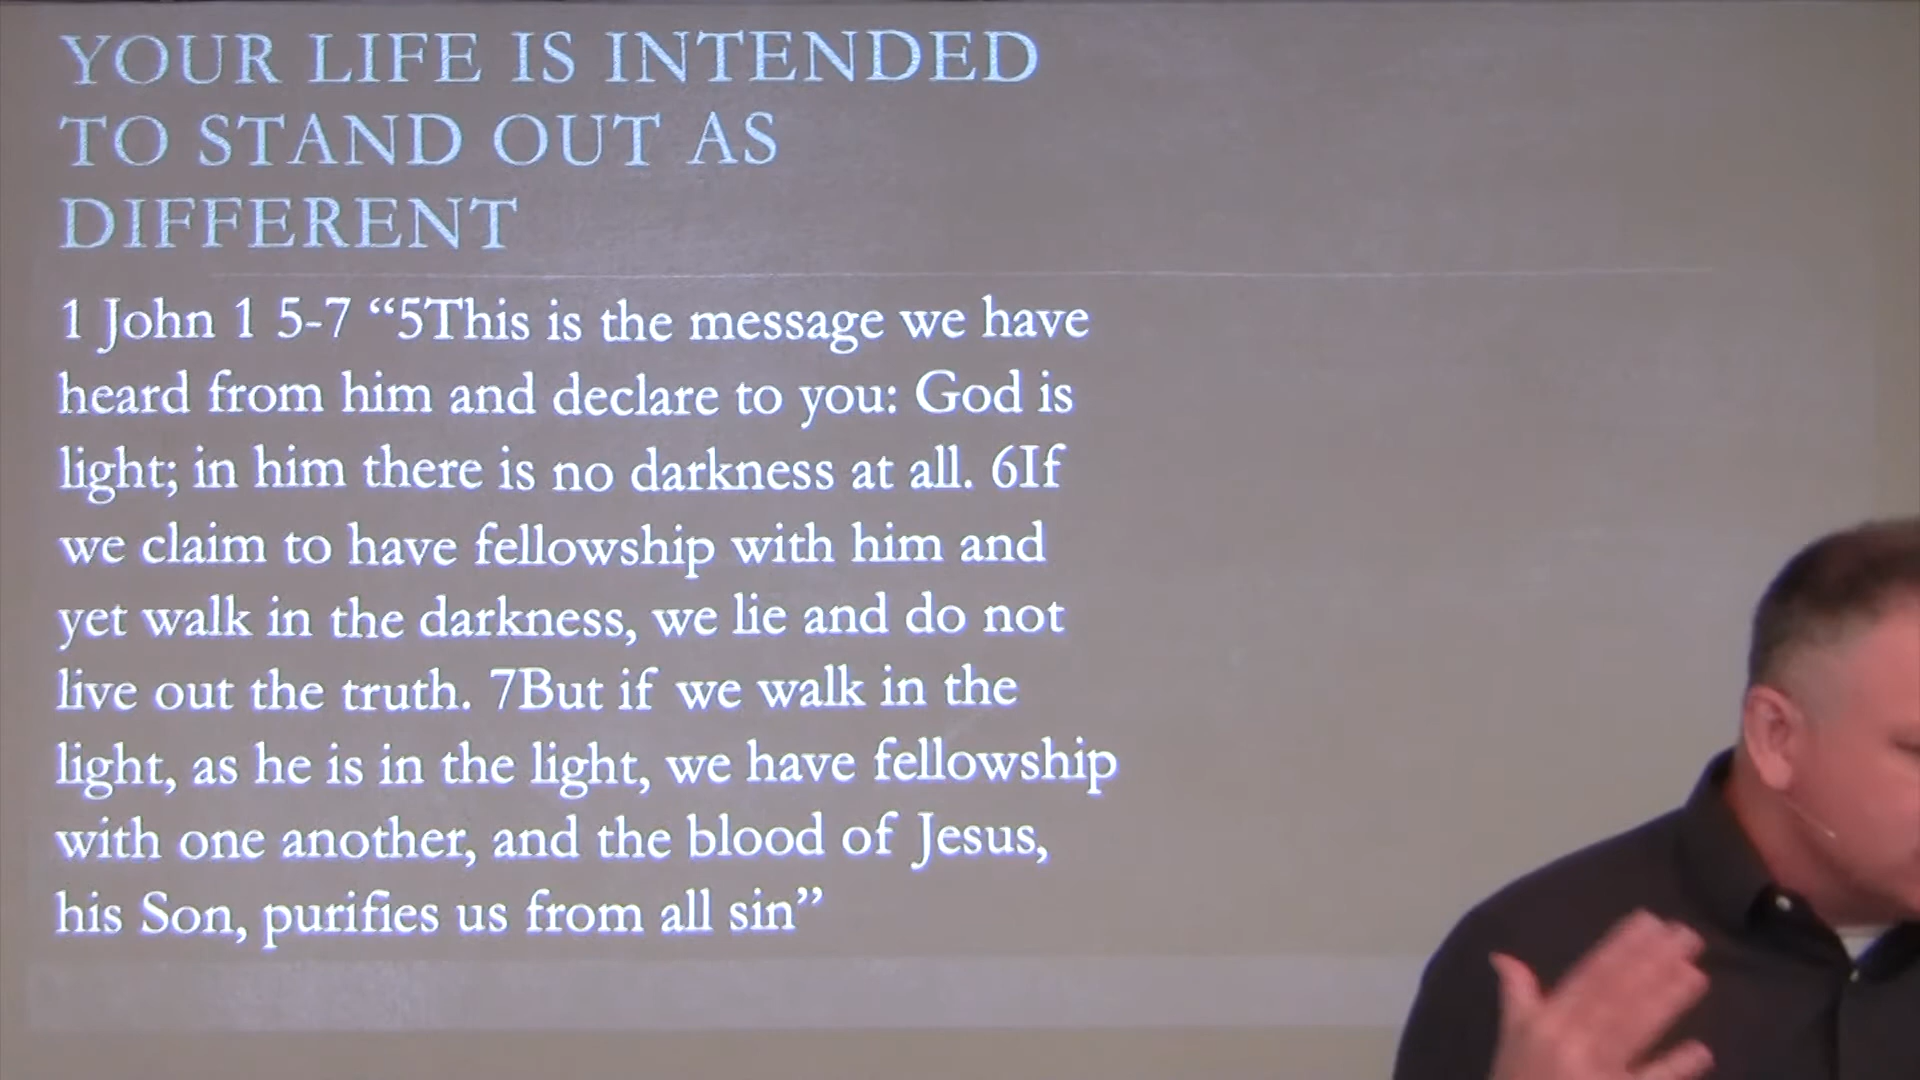 YOUR LIFE IS INTENDED
TO STAND OUT AS
DIFFERENT
1 John 1 5-7 “5This is the message we have
heard from him and declare to you: God is
light; in him there is no darkness at all. 6If
we claim to have fellowship with him and
yet walk in the darkness, we lie and do not
live out the truth. 7But if we walk in the
light, as he is in the light, we have fellowship
with one another, and the blood of Jesus,
his Son, purifies us from all sin”